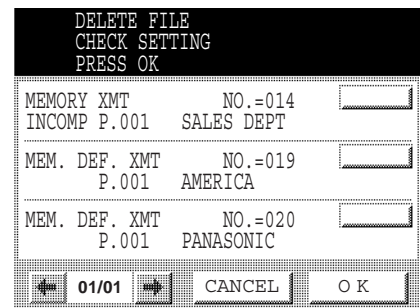 DELETE FILE
CHECK SETTING
PRESS OK
MEMORY XMT NO.=014
INCOMP P.001 SALES DEPT
MEM. DEF. XMT NO.=019
P.001 AMERICA
MEM. DEF. XMT NO.=020
P.001 PANASONIC
01/01 CANCEL O K